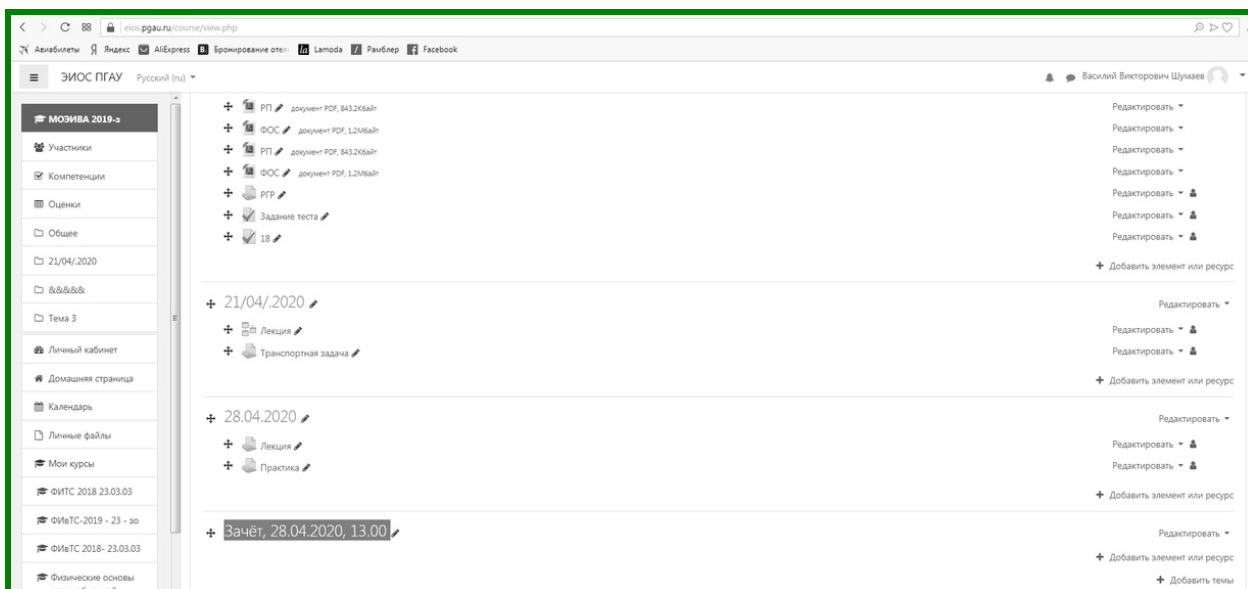 eios.pgau.ru/course/view.php
Авиабилеты Яндекс AliExpress Бронирование отел Lamoda Рамблер Facebook
ЭИОС ПГАУ Русский (ru) Василий Викторович Шумаев
МОЭИВА 2019-з
Участники
Компетенции
Оценки
Общее
21/04/.2020
&&&&&
Тема 3
Личный кабинет
Домашняя страница
Календарь
Личные файлы
Мои курсы
ФИТС 2018 23.03.03
ФИвТС-2019 - 23 - зо
ФИвТС 2018- 23.03.03
Физические основы
РП документ PDF, 843.2Кбайт Редактировать
ФОС документ PDF, 1.2Мбайт Редактировать
РП документ PDF, 843.2Кбайт Редактировать
ФОС документ PDF, 1.2Мбайт Редактировать
РГР Редактировать
Задание теста Редактировать
18 Редактировать
+ Добавить элемент или ресурс
21/04/.2020 Редактировать
Лекция Редактировать
Транспортная задача Редактировать
+ Добавить элемент или ресурс
28.04.2020 Редактировать
Лекция Редактировать
Практика Редактировать
+ Добавить элемент или ресурс
Зачёт, 28.04.2020, 13.00 Редактировать
+ Добавить элемент или ресурс
+ Добавить темы